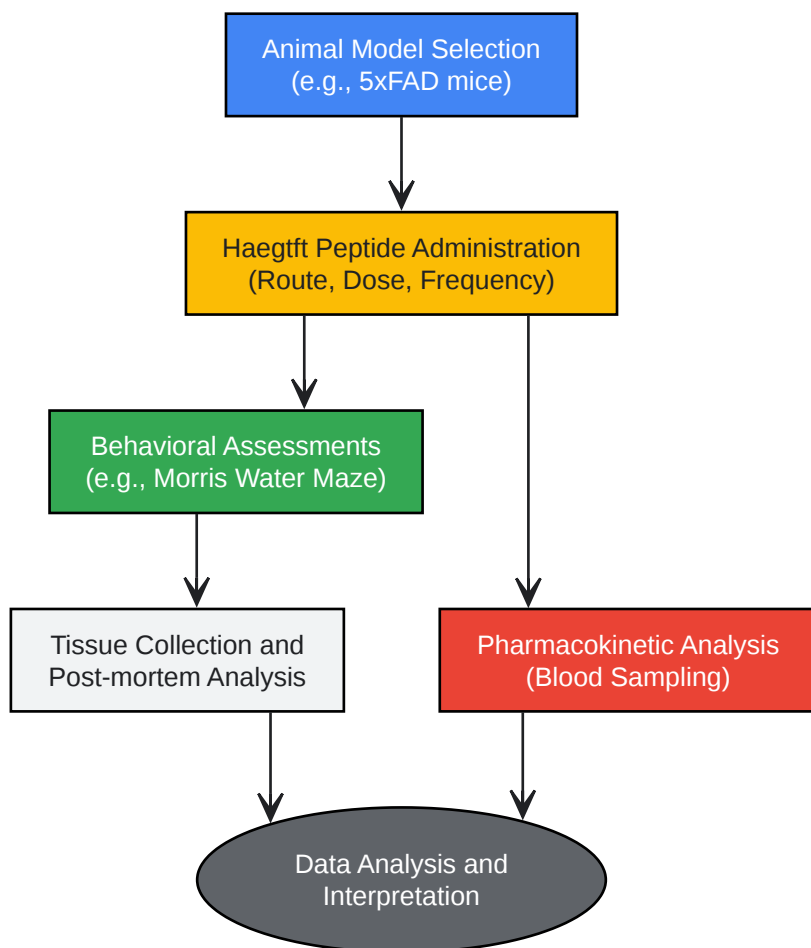 Animal Model Selection
(e.g., 5xFAD mice)
Haegtft Peptide Administration
(Route, Dose, Frequency)
Behavioral Assessments
(e.g., Morris Water Maze)
Tissue Collection and
Post-mortem Analysis
Pharmacokinetic Analysis
(Blood Sampling)
Data Analysis and
Interpretation